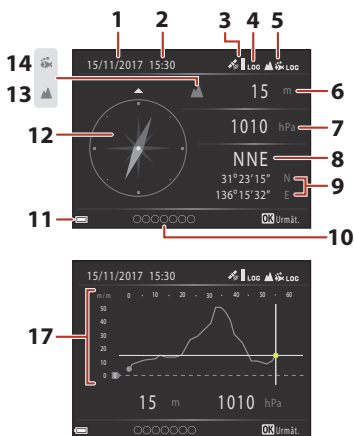 1 2 3 4 5
14
13
15/11/2017 15:30 LOG LOG
15 m 6
1010 hPa 7
12
NNE 8
31°23'15" N
136°15'32" E 9
11 OK Următ.
10
15/11/2017 15:30 LOG LOG
m/m 0 10 20 30 40 50 60
17
50
40
30
20
10
0
15 m 1010 hPa
OK Următ.